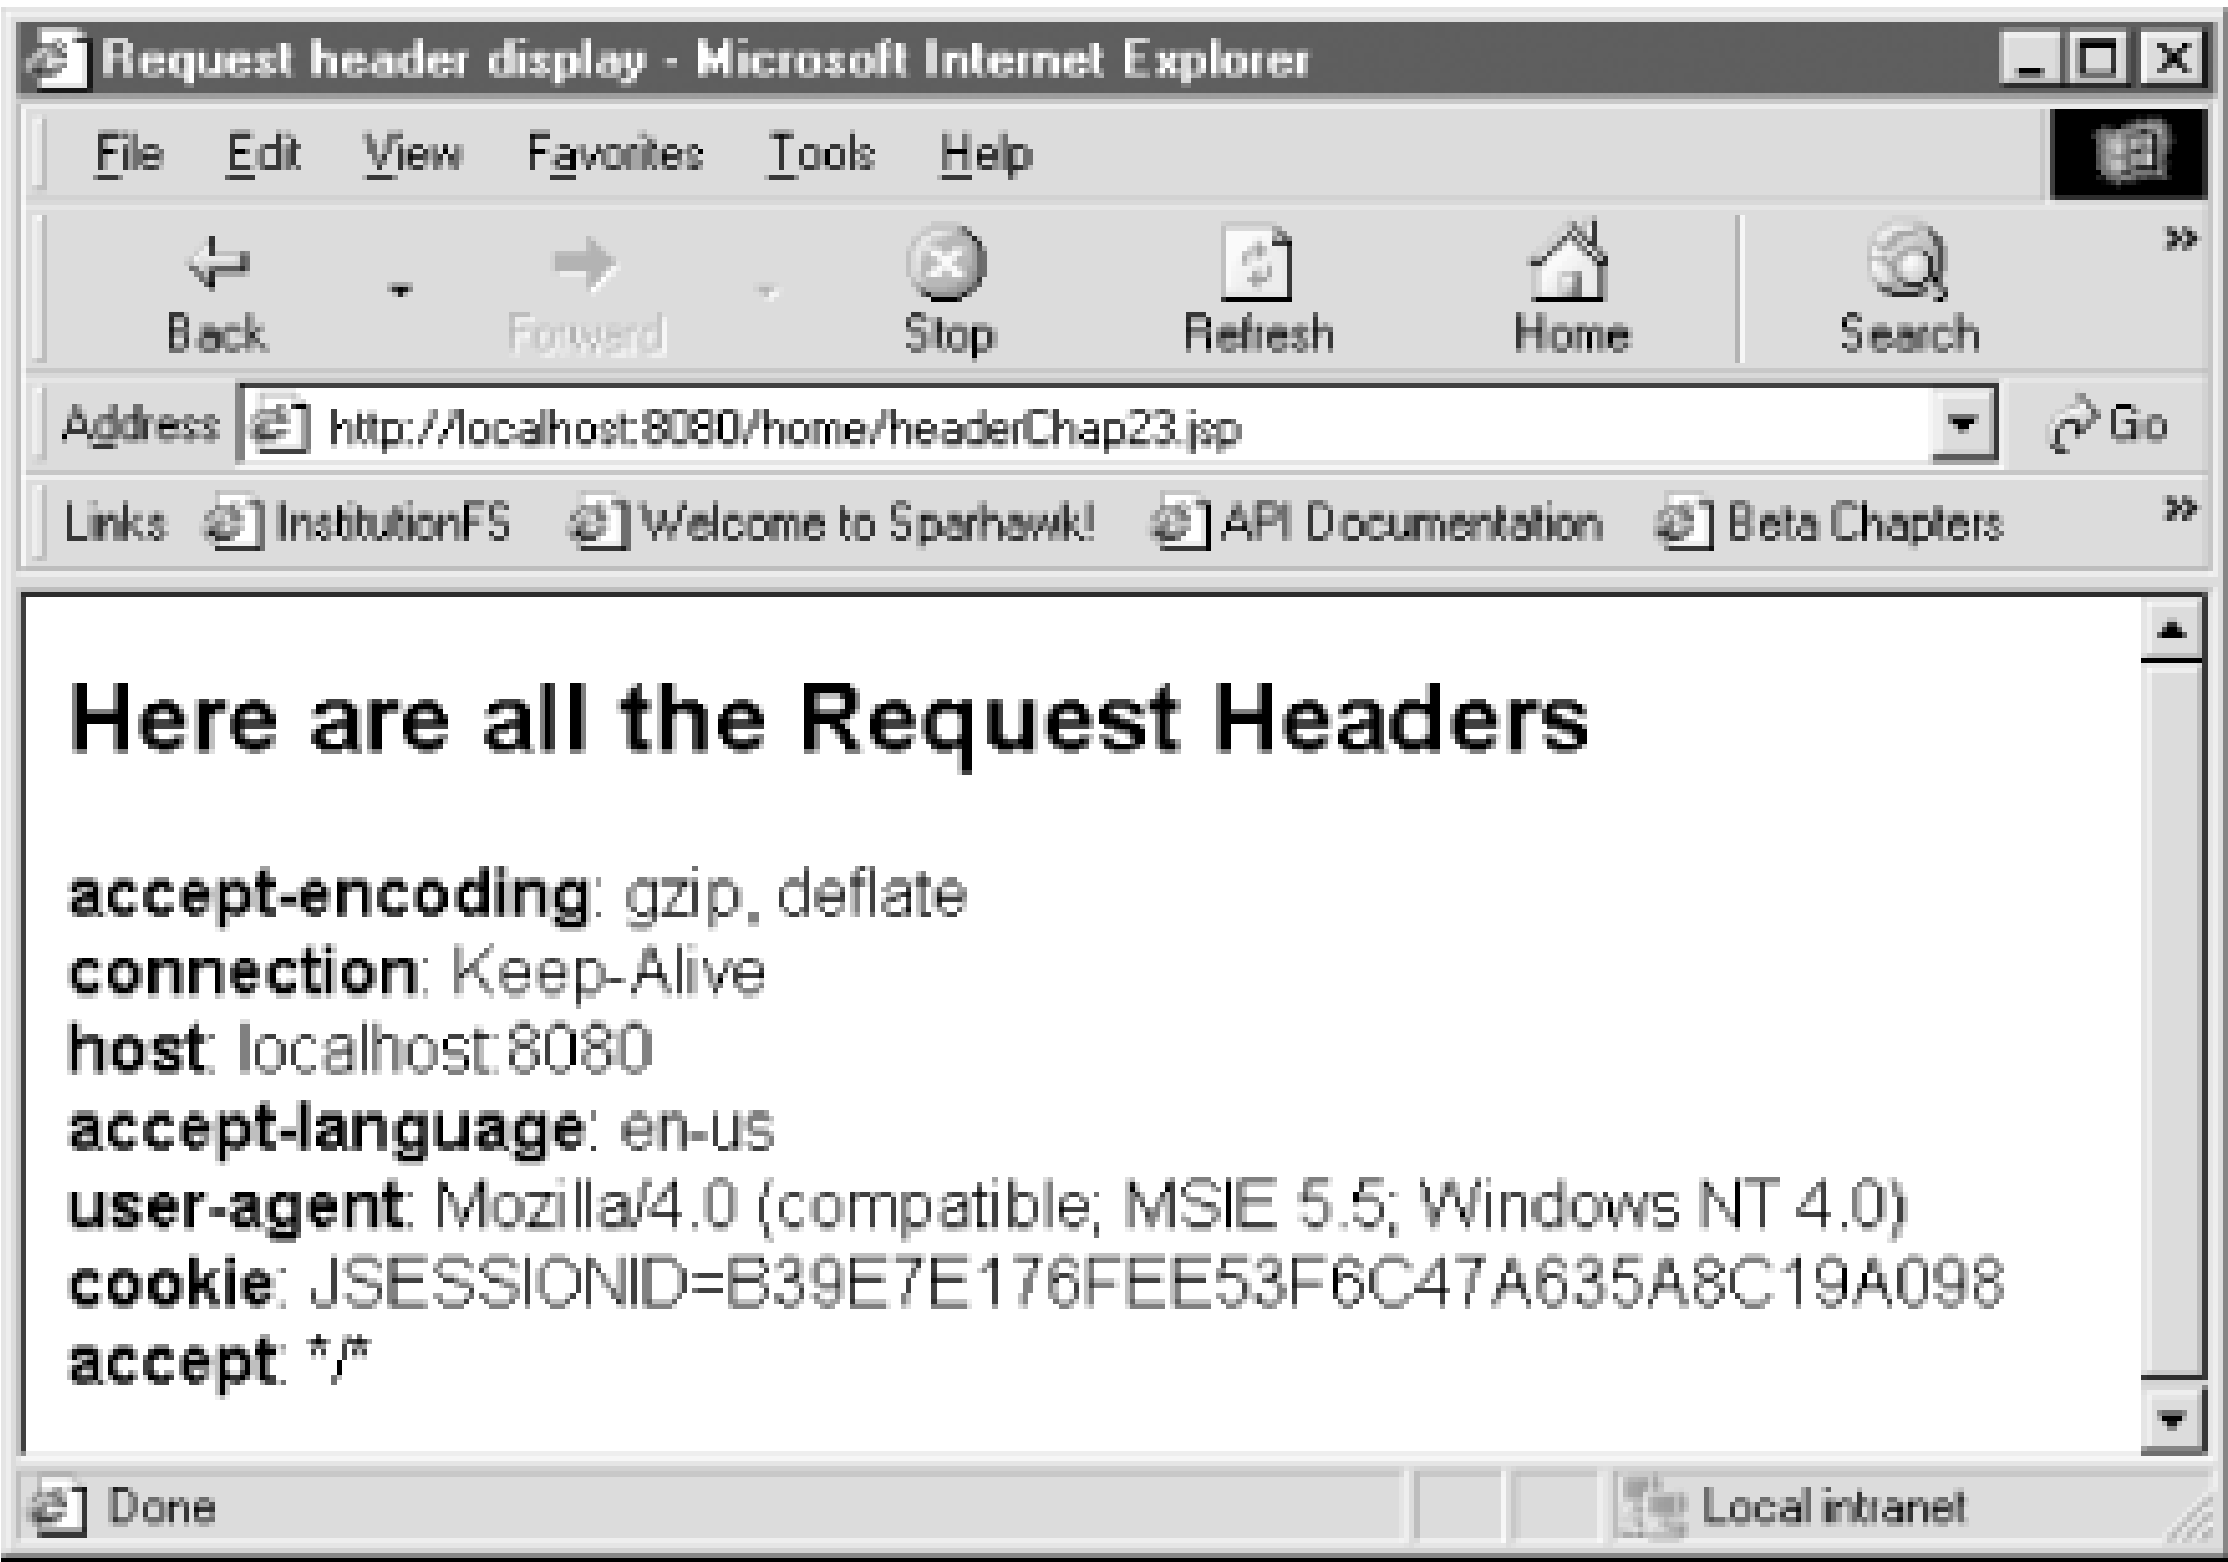 Request header display - Microsoft Internet Explorer
File Edit View Favorites Tools Help
Back Forward Stop Refresh Home Search »
Address http://localhost:8080/home/headerChap23.jsp Go
Links InstitutionFS Welcome to Sparhawk! API Documentation Beta Chapters »
Here are all the Request Headers
accept-encoding: gzip, deflate
connection: Keep-Alive
host: localhost:8080
accept-language: en-us
user-agent: Mozilla/4.0 (compatible; MSIE 5.5; Windows NT 4.0)
cookie: JSESSIONID=B39E7E176FEE53F6C47A635A8C19A098
accept: */*
Done Local intranet